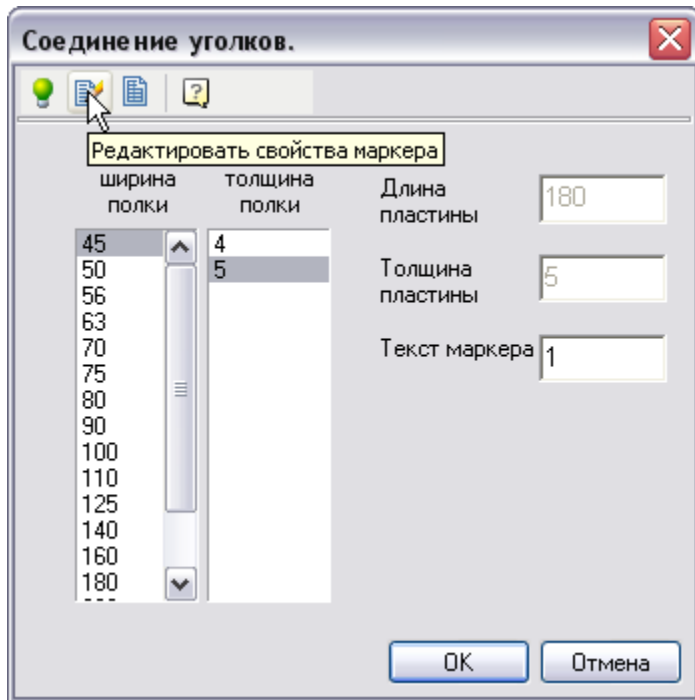 Соединение уголков.
Редактировать свойства маркера
ширина полки
толщина полки
45
50
56
63
70
75
80
90
100
110
125
140
160
180
4
5
Длина пластины
180
Толщина пластины
5
Текст маркера
1
OK
Отмена